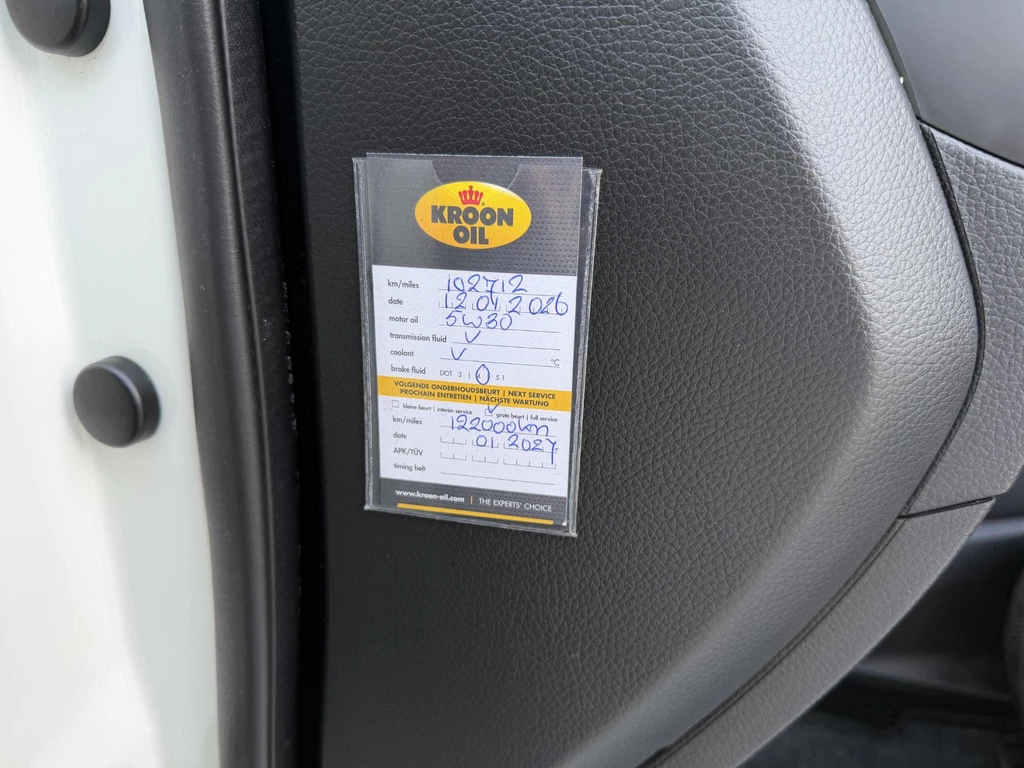 KROON
OIL
km/miles 102712
date 12 01 2026
motor oil 5W30
transmission fluid V
coolant V °C
brake fluid DOT 3 | 4 | 5.1
VOLGENDE ONDERHOUDSBEURT | NEXT SERVICE
PROCHAIN ENTRETIEN | NÄCHSTE WARTUNG
kleine beurt | interim service grote beurt | full service
km/miles 122000km
date 01 2027
APK/TÜV
timing belt
www.kroon-oil.com | THE EXPERTS' CHOICE